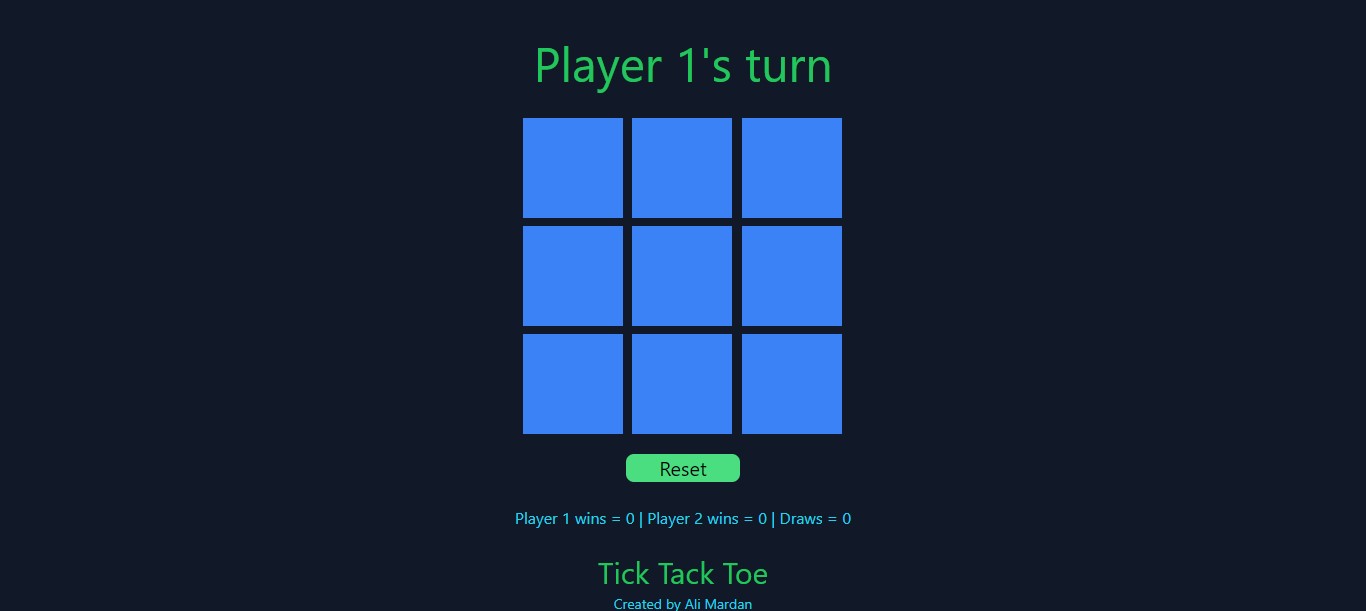 Player 1's turn
Reset
Player 1 wins = 0 | Player 2 wins = 0 | Draws = 0
Tick Tack Toe
Created by Ali Mardan